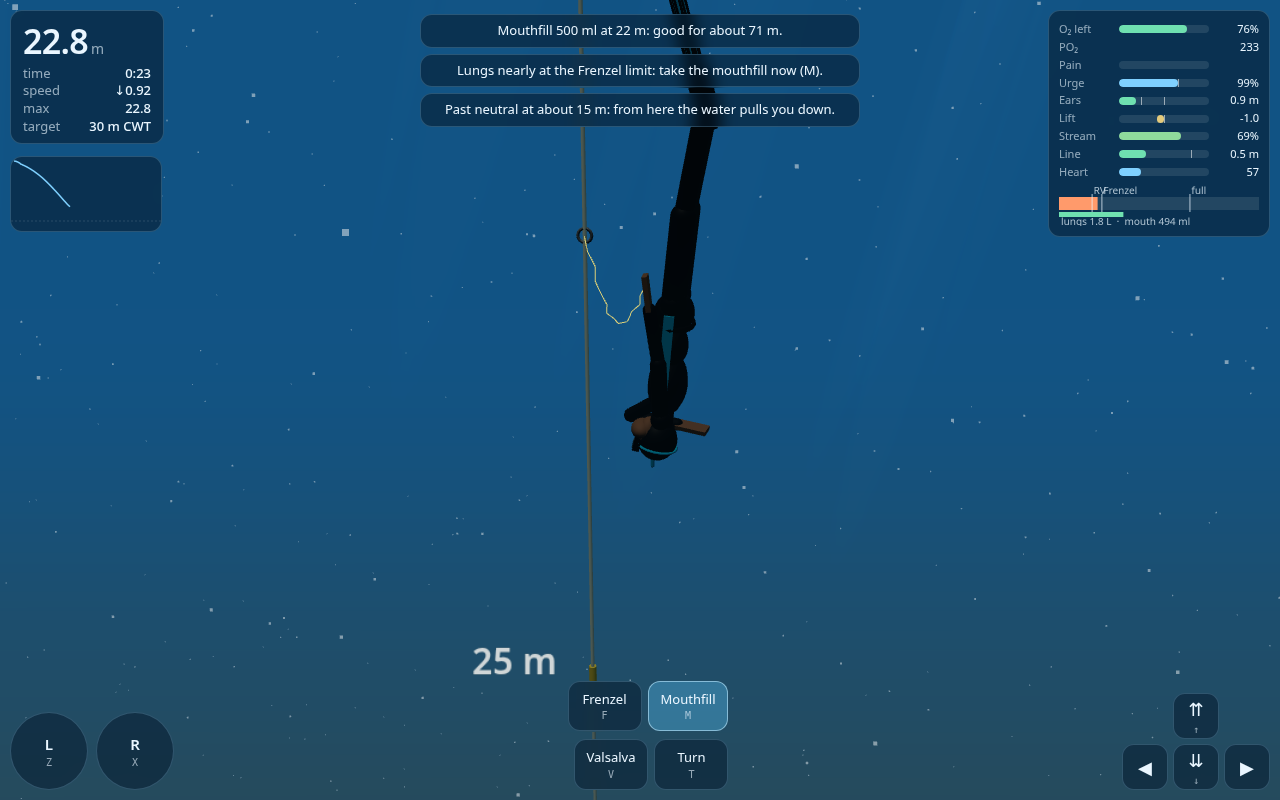 22.8 m
time 0:23
speed ↓0.92
max 22.8
target 30 m CWT
Mouthfill 500 ml at 22 m: good for about 71 m.
Lungs nearly at the Frenzel limit: take the mouthfill now (M).
Past neutral at about 15 m: from here the water pulls you down.
O₂ left 76%
PO₂ 233
Pain
Urge 99%
Ears 0.9 m
Lift -1.0
Stream 69%
Line 0.5 m
Heart 57
RV Frenzel full
lungs 1.8 L · mouth 494 ml
25 m
Frenzel
F
Mouthfill
M
Valsalva
V
Turn
T
L
Z
R
X
⇈
↑
◀
⇊
↓
▶